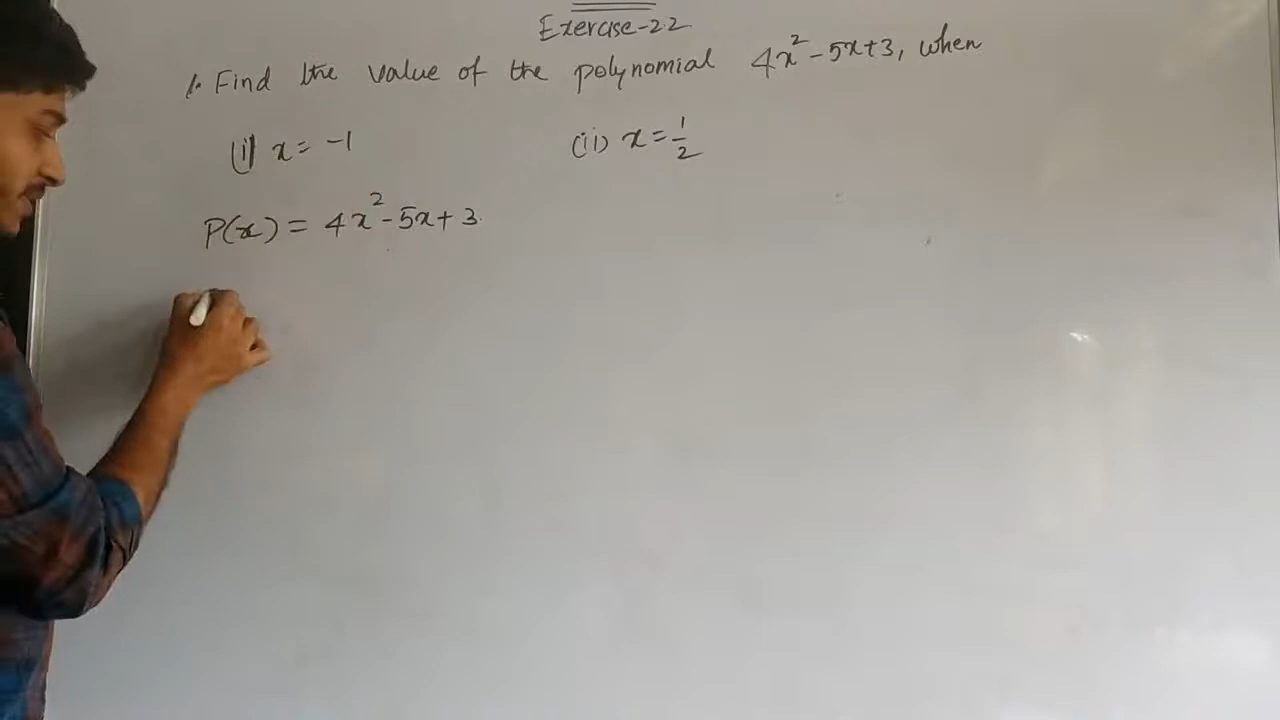 Exercise-2.2
1. Find the value of the polynomial 4x² - 5x + 3, when
(i) x = -1 (ii) x = 1/2
P(x) = 4x² - 5x + 3.